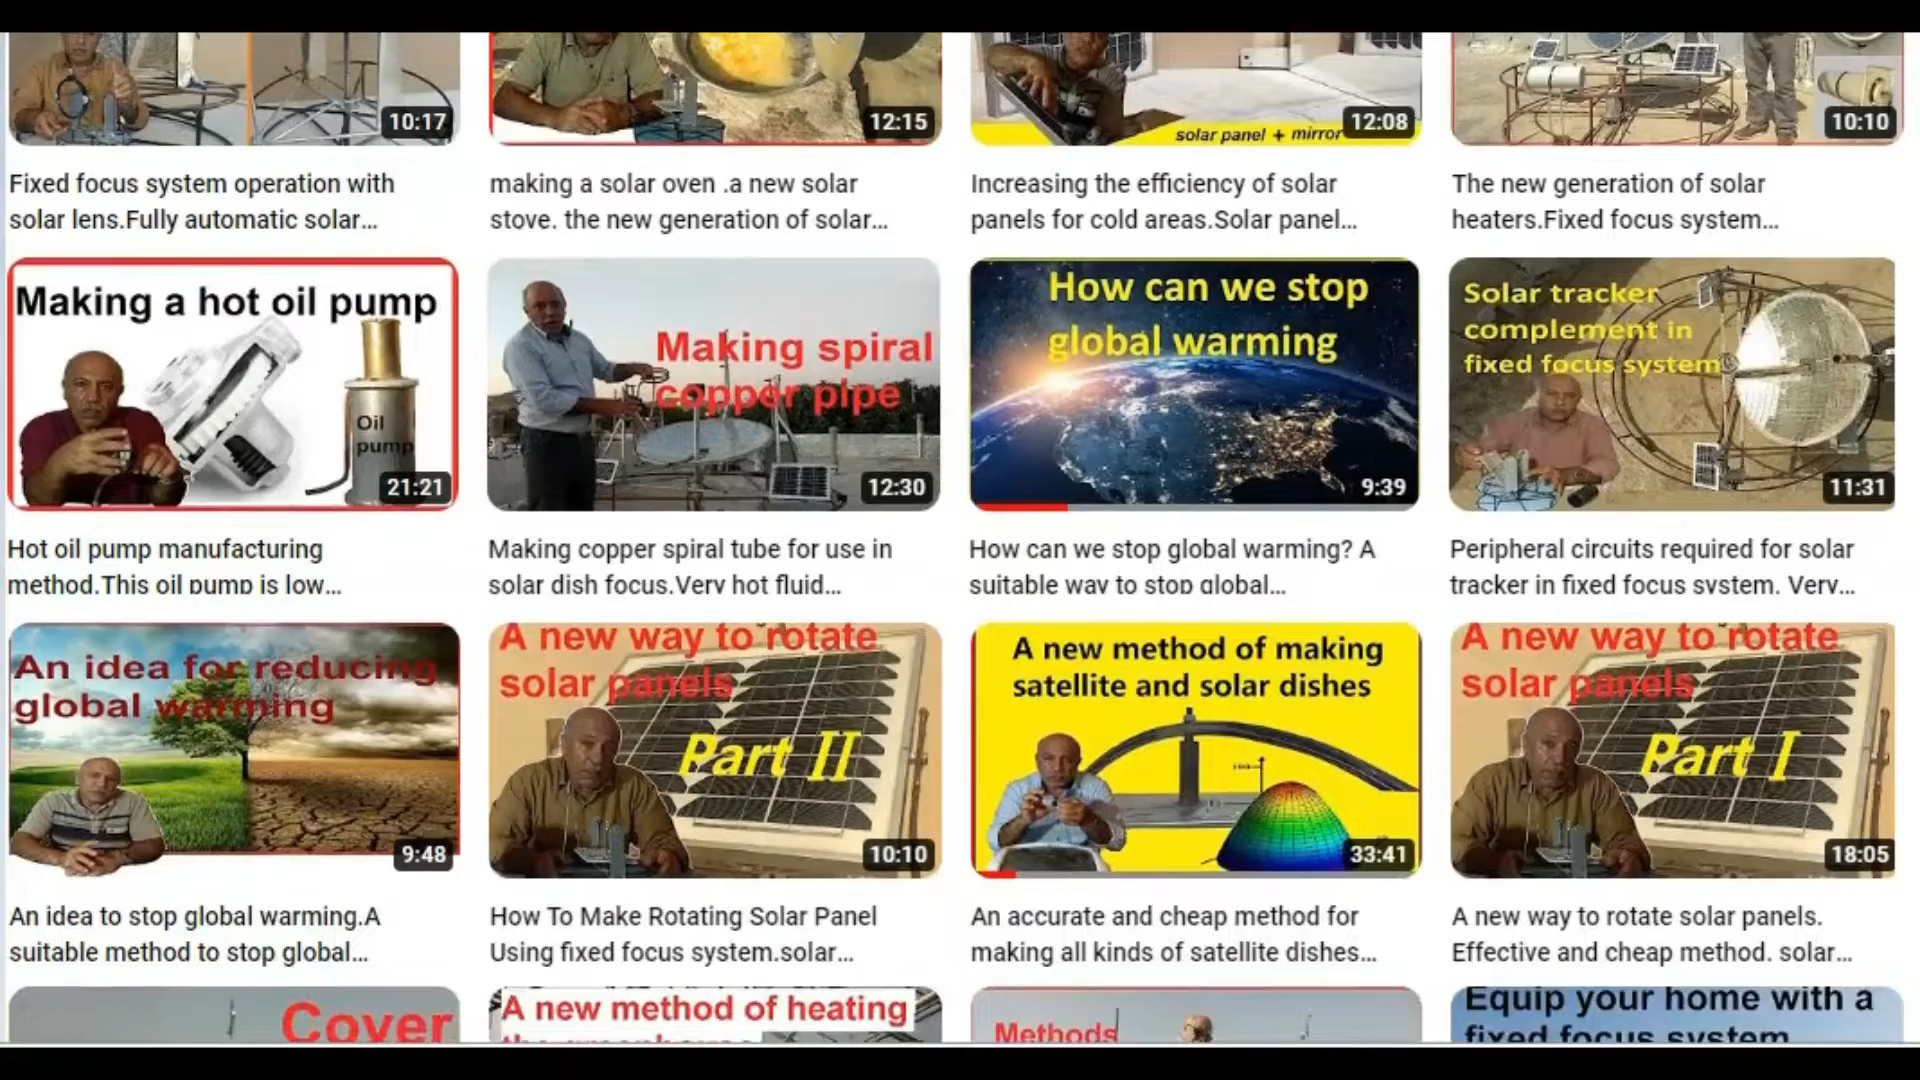 10:17
12:15
solar panel + mirror
12:08
10:10
Fixed focus system operation with
solar lens.Fully automatic solar...
making a solar oven .a new solar
stove. the new generation of solar...
Increasing the efficiency of solar
panels for cold areas.Solar panel...
The new generation of solar
heaters.Fixed focus system...
Making a hot oil pump
Oil
pump
21:21
Making spiral
copper pipe
12:30
How can we stop
global warming
9:39
Solar tracker
complement in
fixed focus system
11:31
Hot oil pump manufacturing
method.This oil pump is low...
Making copper spiral tube for use in
solar dish focus.Very hot fluid...
How can we stop global warming? A
suitable way to stop global...
Peripheral circuits required for solar
tracker in fixed focus system. Very...
An idea for reducing
global warming
9:48
A new way to rotate
solar panels
Part II
10:10
A new method of making
satellite and solar dishes
33:41
A new way to rotate
solar panels
Part I
18:05
An idea to stop global warming.A
suitable method to stop global...
How To Make Rotating Solar Panel
Using fixed focus system.solar...
An accurate and cheap method for
making all kinds of satellite dishes...
A new way to rotate solar panels.
Effective and cheap method. solar...
Cover
A new method of heating
Methods
Equip your home with a
fixed focus system